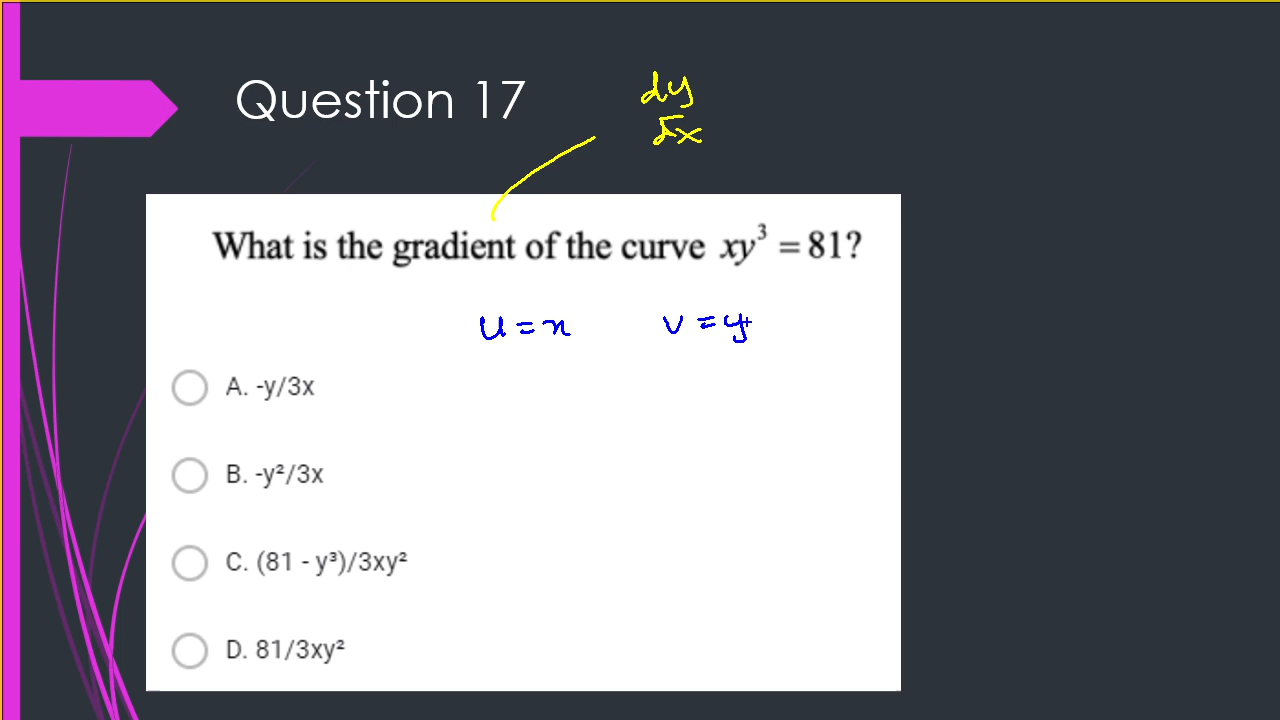 Question 17
dy
dx
What is the gradient of the curve xy³ = 81?
u = x v = y
A. -y/3x
B. -y²/3x
C. (81 - y³)/3xy²
D. 81/3xy²